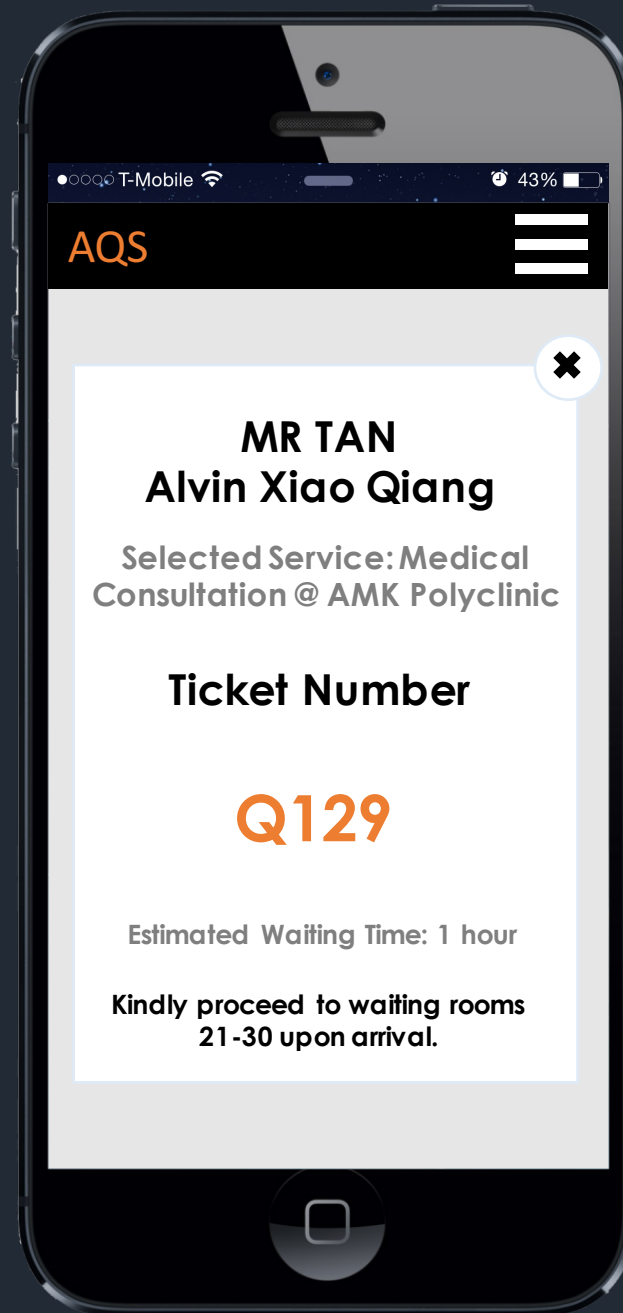 T-Mobile 43%
AQS
MR TAN
Alvin Xiao Qiang
Selected Service: Medical
Consultation @ AMK Polyclinic
Ticket Number
Q129
Estimated Waiting Time: 1 hour
Kindly proceed to waiting rooms
21-30 upon arrival.